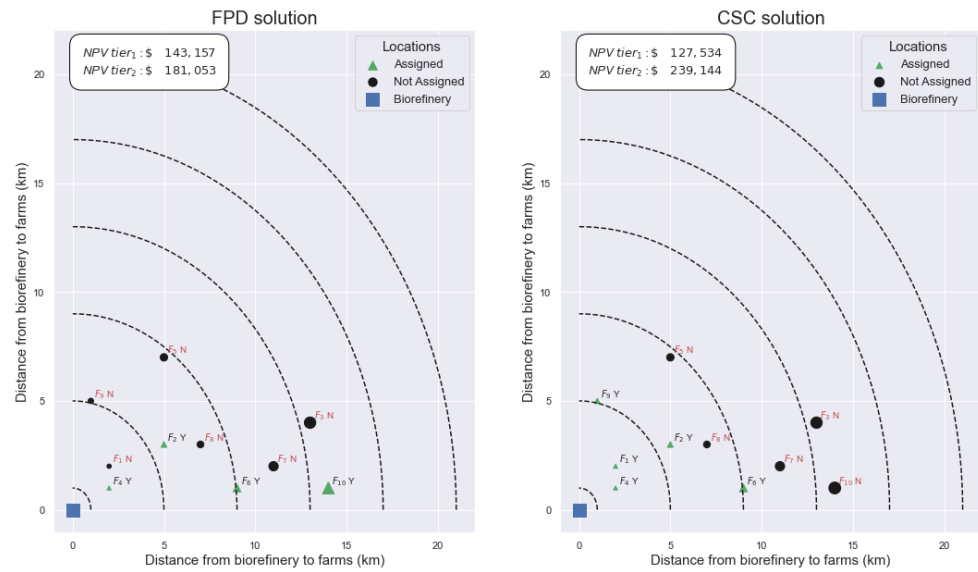 FPD solution
NPV tier₁ : $ 143, 157
NPV tier₂ : $ 181, 053
Locations
Assigned
Not Assigned
Biorefinery
20
15
10
5
0
F₅ N
F₉ N
F₃ N
F₂ Y
F₈ N
F₁ N
F₇ N
F₄ Y
F₆ Y
F₁₀ Y
0 5 10 15 20
Distance from biorefinery to farms (km)
Distance from biorefinery to farms (km)
CSC solution
NPV tier₁ : $ 127, 534
NPV tier₂ : $ 239, 144
Locations
Assigned
Not Assigned
Biorefinery
20
15
10
5
0
F₅ N
F₉ Y
F₃ N
F₂ Y
F₈ N
F₁ Y
F₇ N
F₄ Y
F₆ Y
F₁₀ N
0 5 10 15 20
Distance from biorefinery to farms (km)
Distance from biorefinery to farms (km)